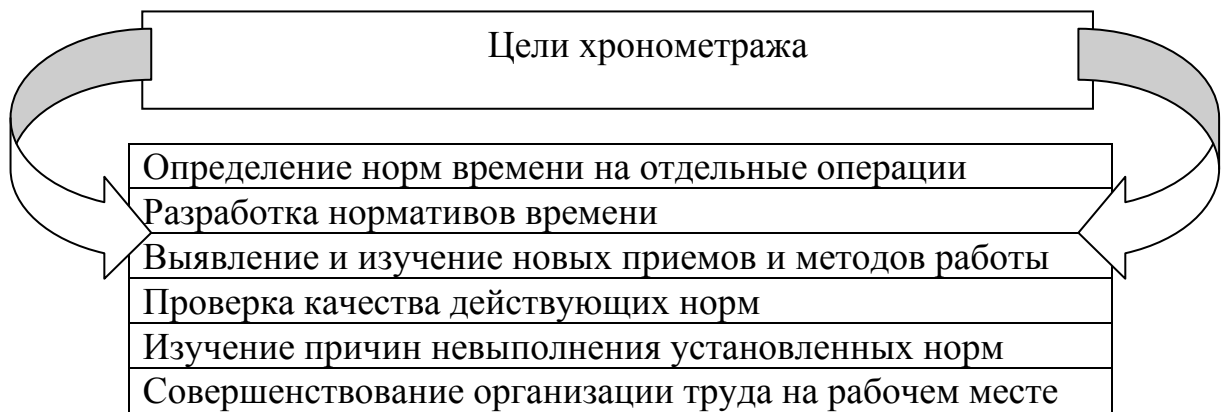 Цели хронометража
Определение норм времени на отдельные операции
Разработка нормативов времени
Выявление и изучение новых приемов и методов работы
Проверка качества действующих норм
Изучение причин невыполнения установленных норм
Совершенствование организации труда на рабочем месте